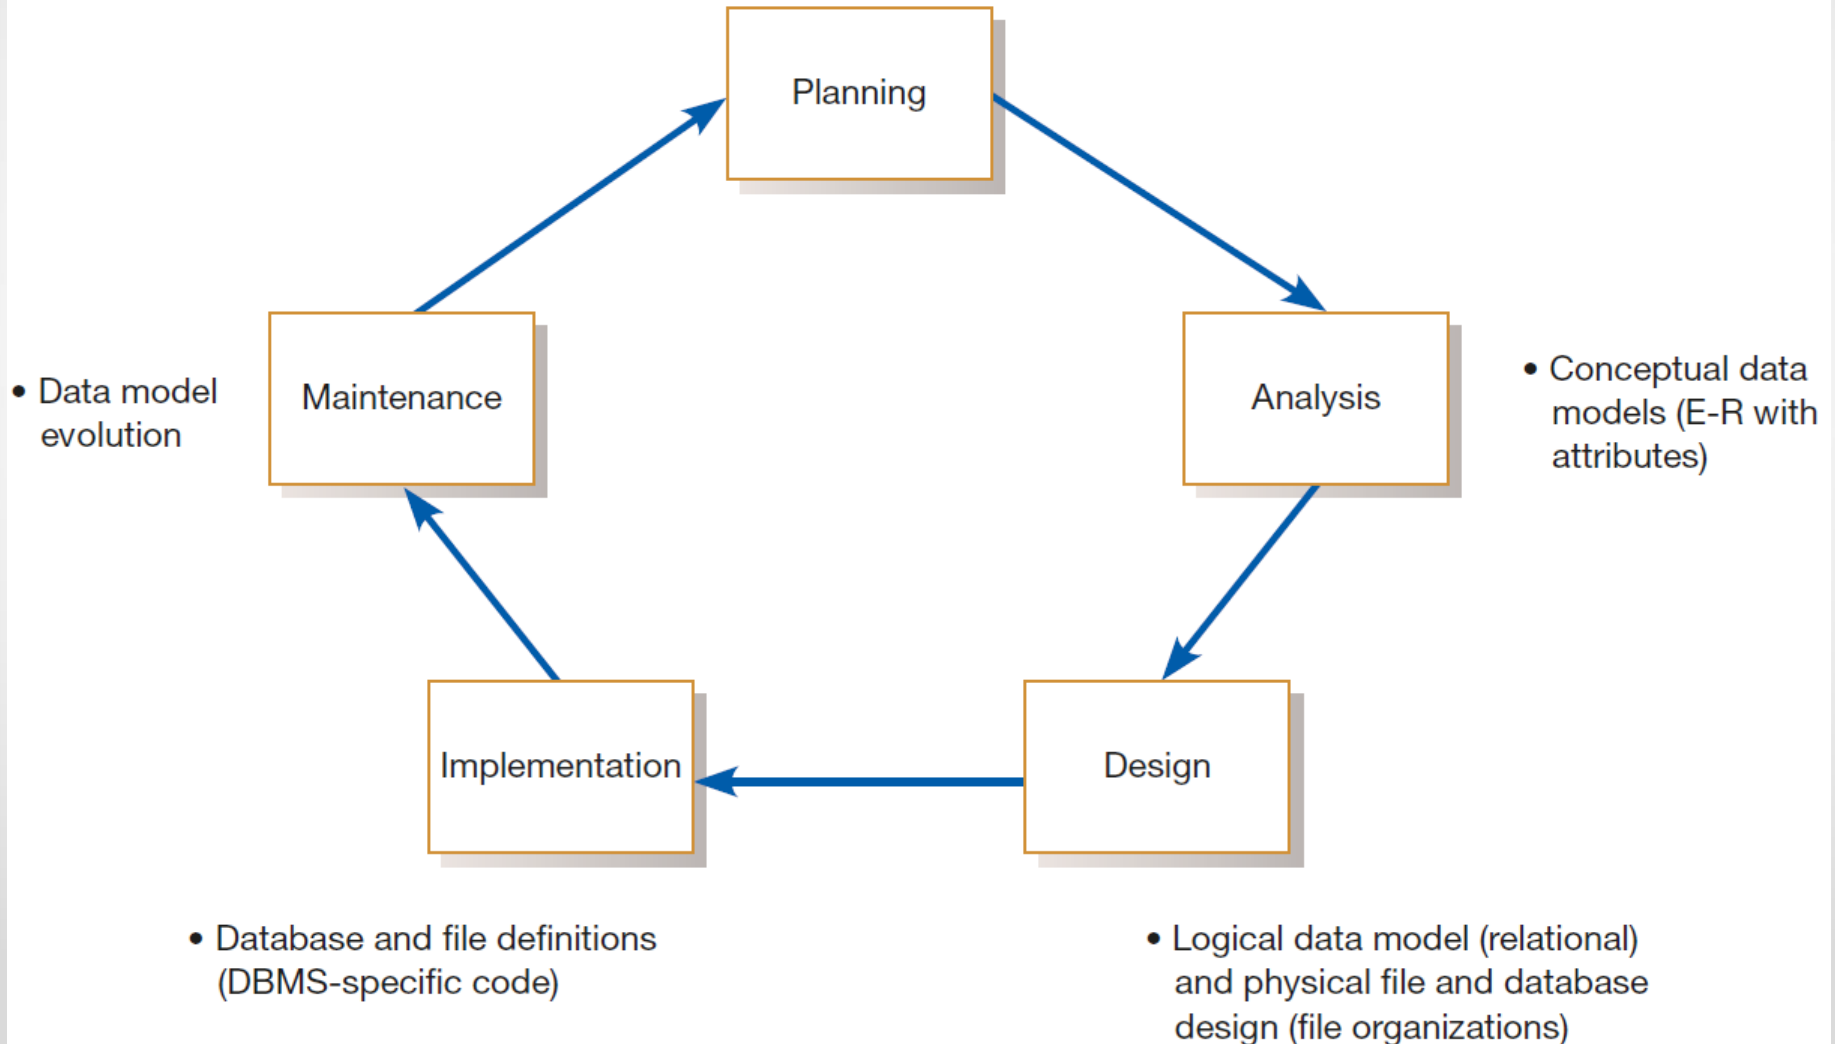 Planning
Maintenance
Analysis
• Data model
evolution
• Conceptual data
models (E-R with
attributes)
Implementation
Design
• Database and file definitions
(DBMS-specific code)
• Logical data model (relational)
and physical file and database
design (file organizations)